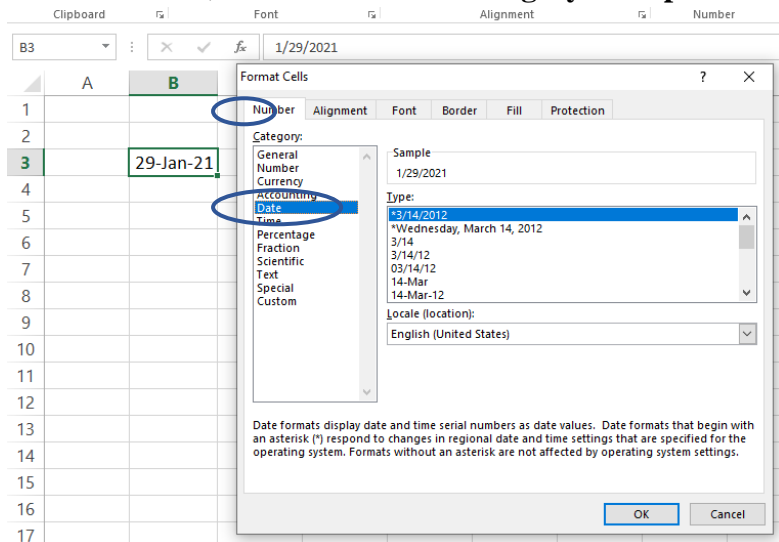 Clipboard Font Alignment Number
B3 fx 1/29/2021
A B
Format Cells ? X
Number Alignment Font Border Fill Protection
Category:
General
Number
Currency
Accounting
Date
Time
Percentage
Fraction
Scientific
Text
Special
Custom
Sample
1/29/2021
Type:
*3/14/2012
*Wednesday, March 14, 2012
3/14
3/14/12
03/14/12
14-Mar
14-Mar-12
Locale (location):
English (United States)
Date formats display date and time serial numbers as date values. Date formats that begin with
an asterisk (*) respond to changes in regional date and time settings that are specified for the
operating system. Formats without an asterisk are not affected by operating system settings.
OK Cancel
1
2
3 29-Jan-21
4
5
6
7
8
9
10
11
12
13
14
15
16
17